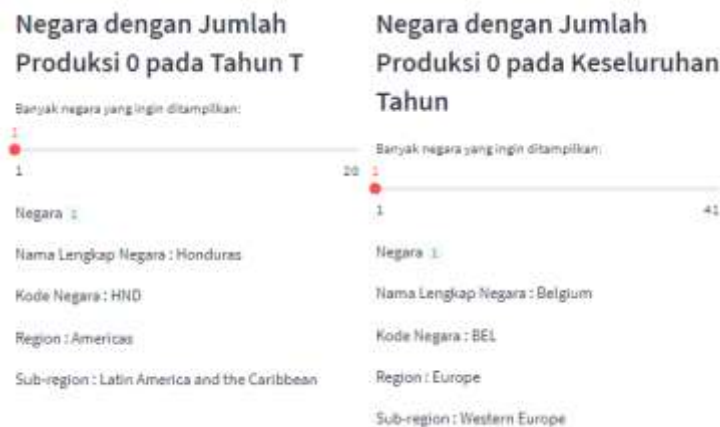 Negara dengan Jumlah
Produksi 0 pada Tahun T
Banyak negara yang ingin ditampilkan:
1
1 28
Negara 1
Nama Lengkap Negara : Honduras
Kode Negara : HND
Region : Americas
Sub-region : Latin America and the Caribbean
Negara dengan Jumlah
Produksi 0 pada Keseluruhan
Tahun
Banyak negara yang ingin ditampilkan:
1
1 41
Negara 1
Nama Lengkap Negara : Belgium
Kode Negara : BEL
Region : Europe
Sub-region : Western Europe